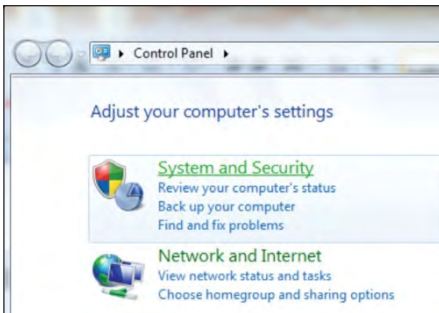 Control Panel
Adjust your computer's settings
System and Security
Review your computer's status
Back up your computer
Find and fix problems
Network and Internet
View network status and tasks
Choose homegroup and sharing options